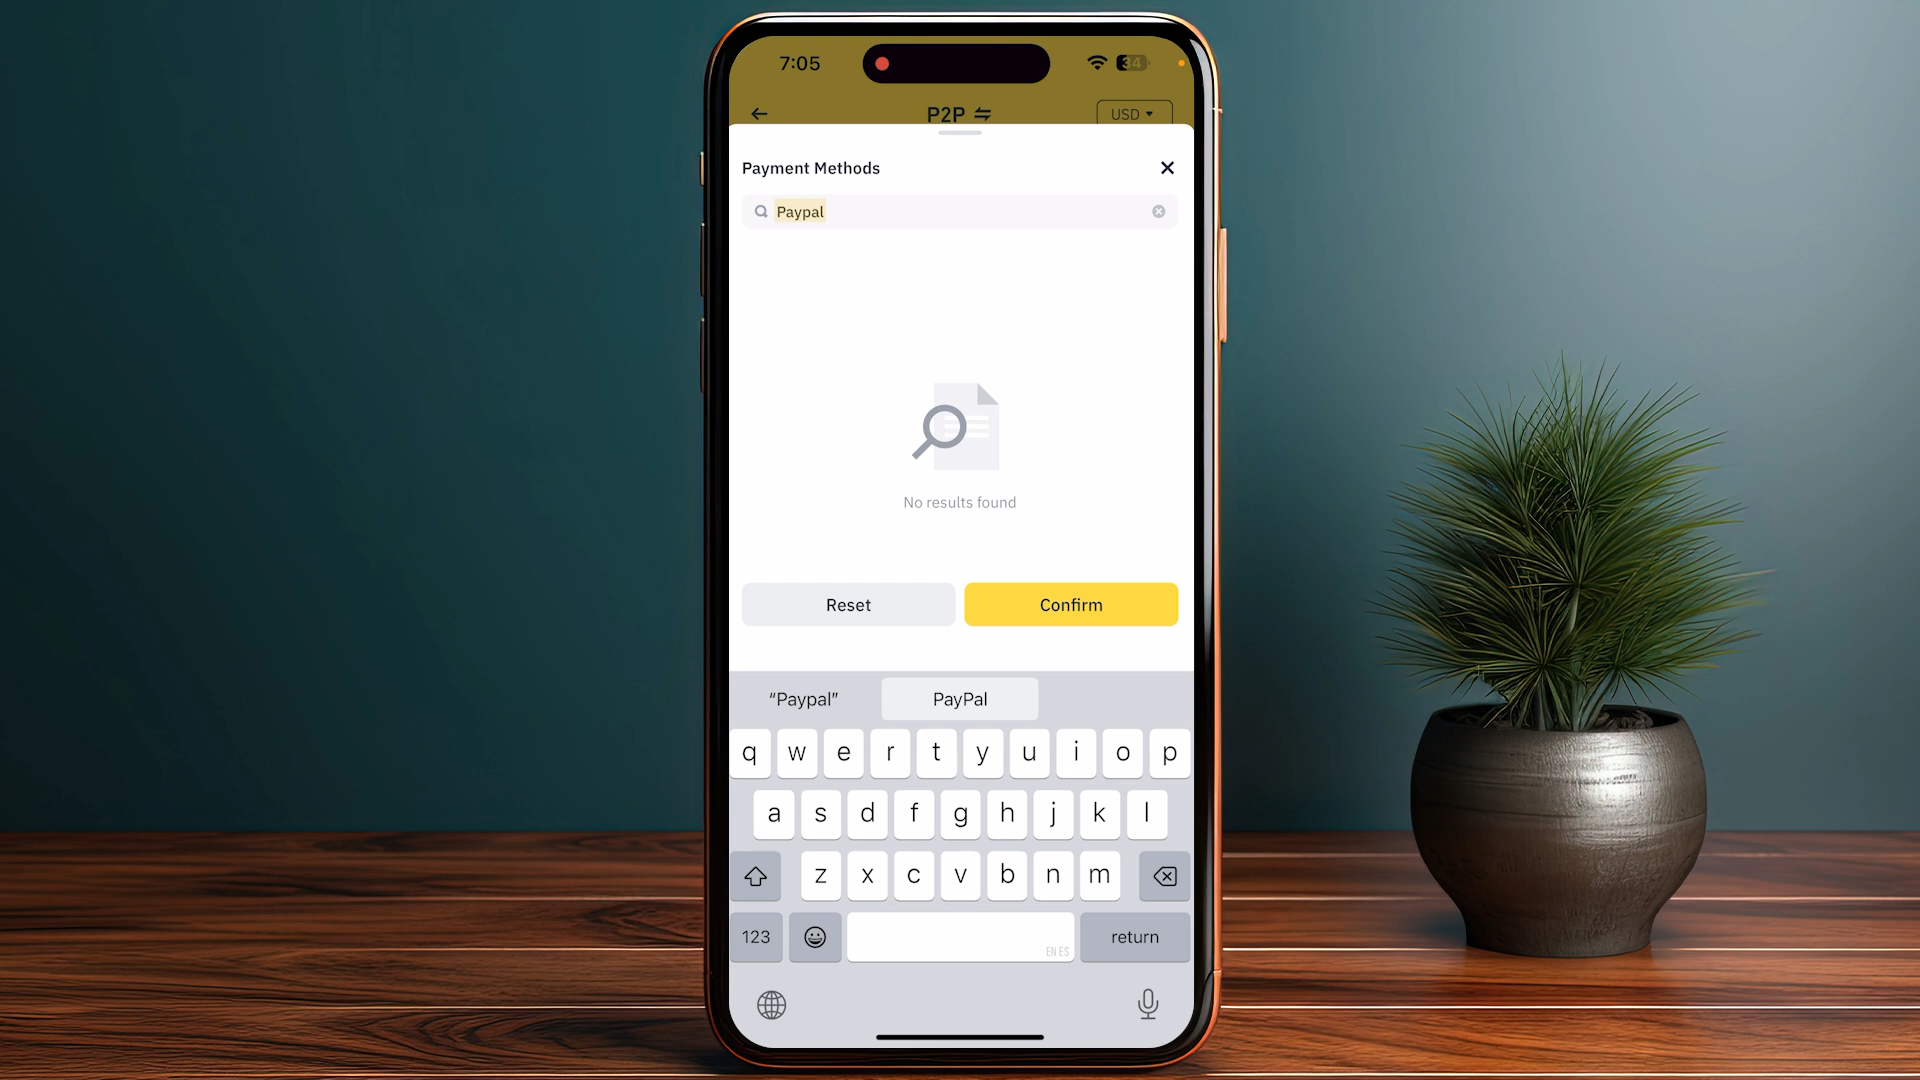 7:05
34
P2P
USD
Payment Methods
Paypal
No results found
Reset
Confirm
"Paypal"
PayPal
q w e r t y u i o p
a s d f g h j k l
z x c v b n m
123
EN ES
return